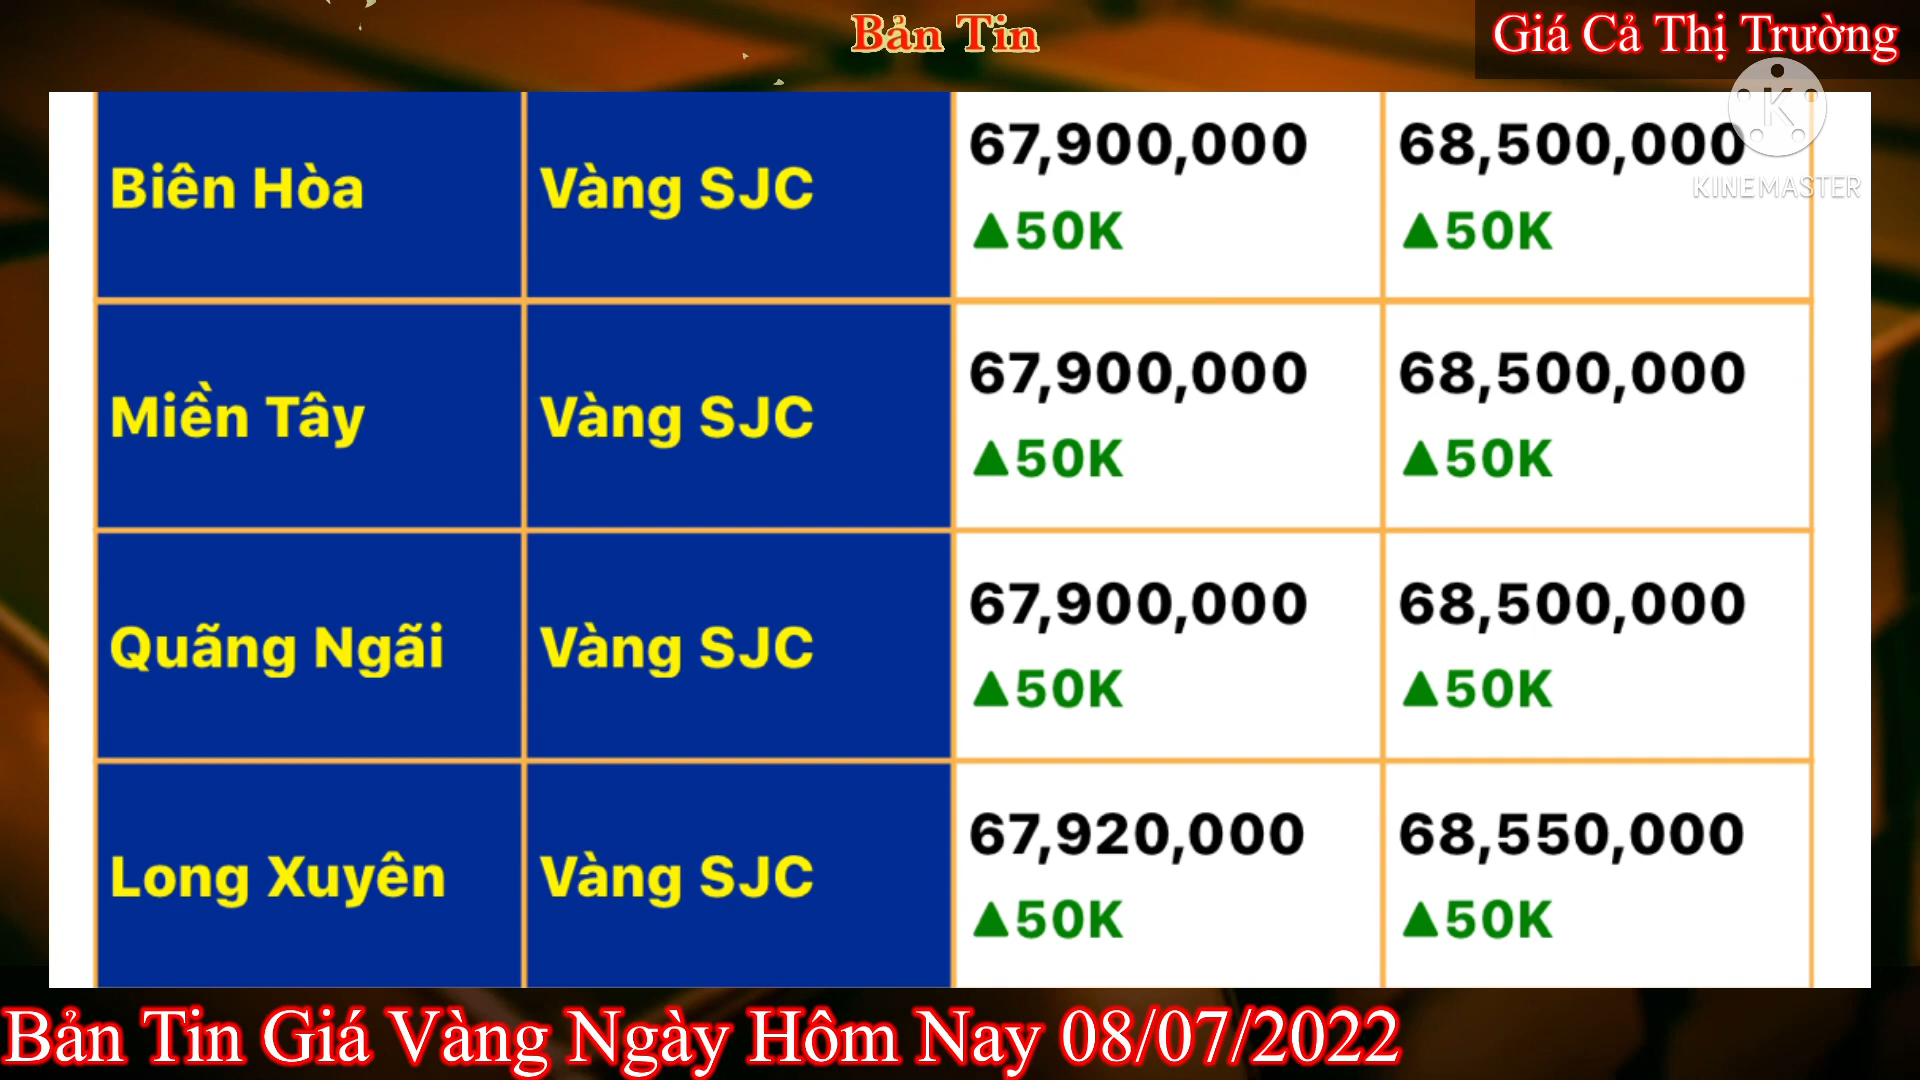 Bản Tin
Giá Cả Thị Trường
K
KINEMASTER
Biên Hòa Vàng SJC 67,900,000 68,500,000
▲50K ▲50K
Miền Tây Vàng SJC 67,900,000 68,500,000
▲50K ▲50K
Quãng Ngãi Vàng SJC 67,900,000 68,500,000
▲50K ▲50K
Long Xuyên Vàng SJC 67,920,000 68,550,000
▲50K ▲50K
Bản Tin Giá Vàng Ngày Hôm Nay 08/07/2022